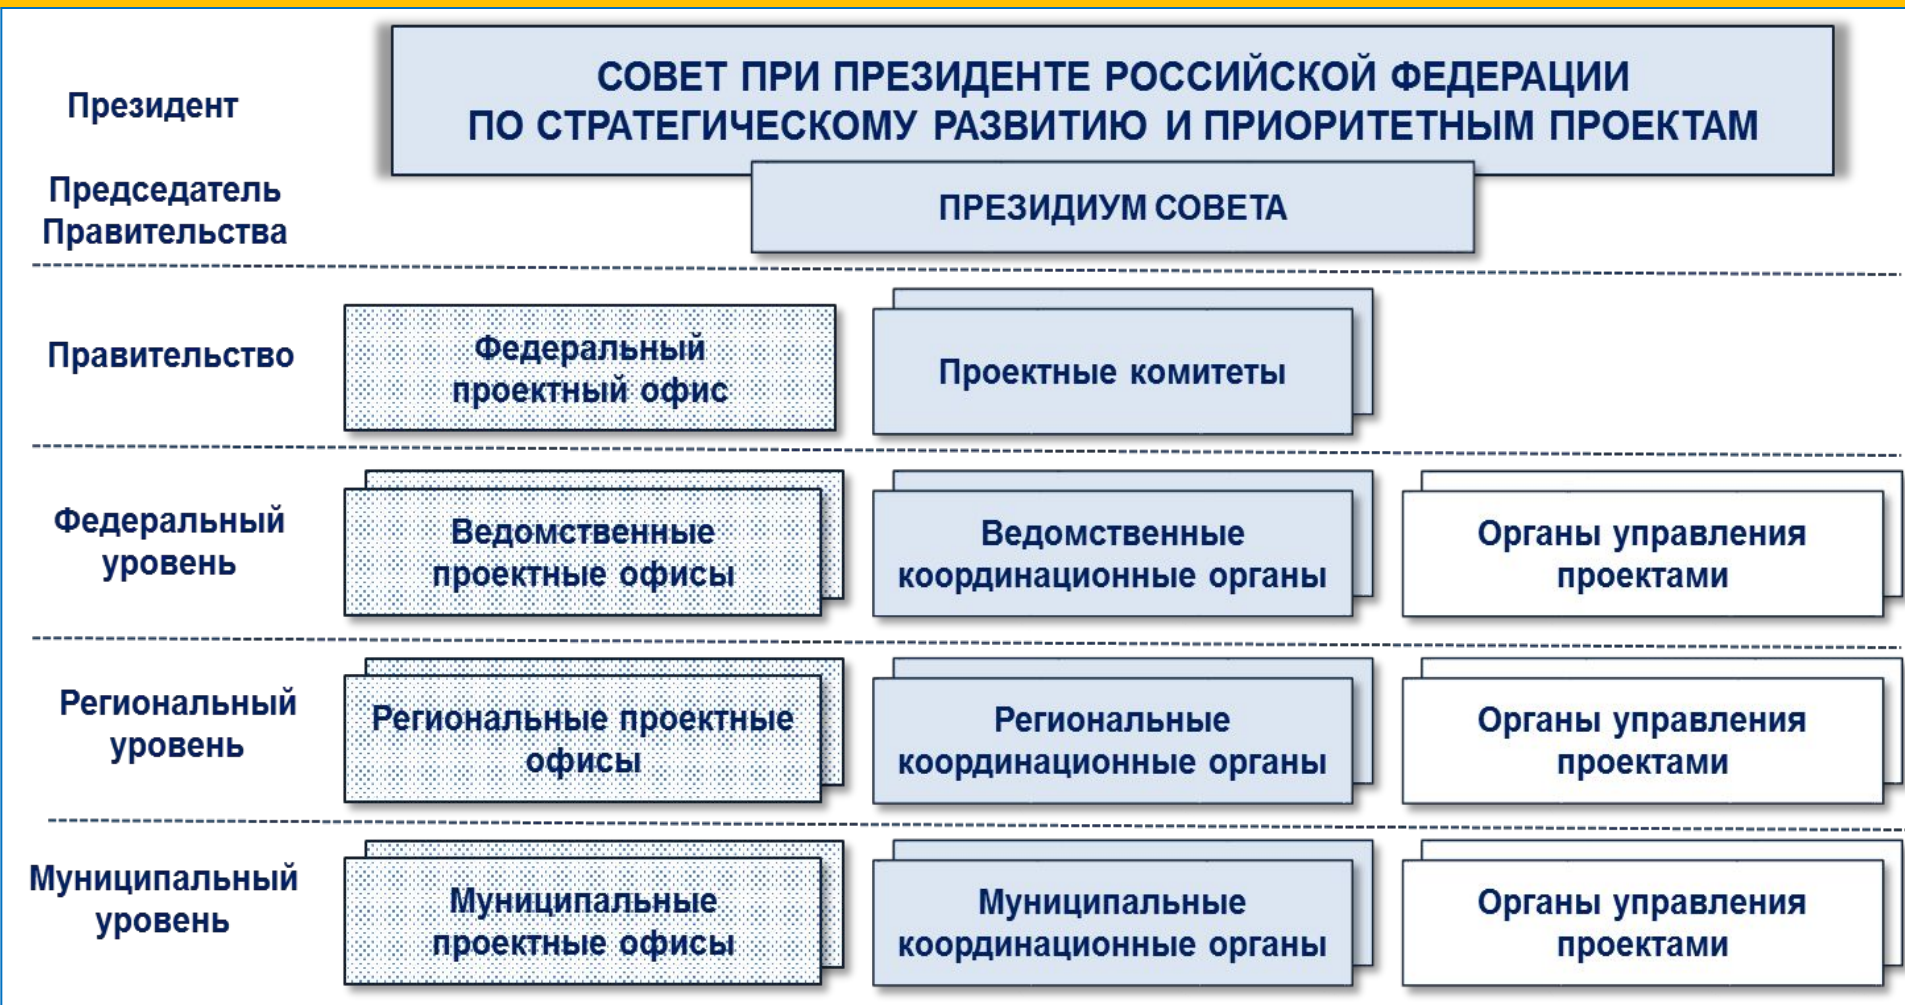 Президент
СОВЕТ ПРИ ПРЕЗИДЕНТЕ РОССИЙСКОЙ ФЕДЕРАЦИИ
ПО СТРАТЕГИЧЕСКОМУ РАЗВИТИЮ И ПРИОРИТЕТНЫМ ПРОЕКТАМ
Председатель
Правительства
ПРЕЗИДИУМ СОВЕТА
Правительство
Федеральный
проектный офис
Проектные комитеты
Федеральный
уровень
Ведомственные
проектные офисы
Ведомственные
координационные органы
Органы управления
проектами
Региональный
уровень
Региональные проектные
офисы
Региональные
координационные органы
Органы управления
проектами
Муниципальный
уровень
Муниципальные
проектные офисы
Муниципальные
координационные органы
Органы управления
проектами